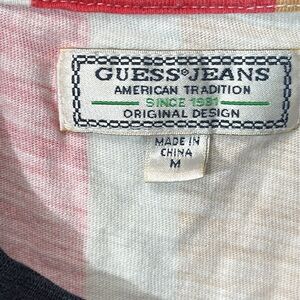 GUESS® JEANS
AMERICAN TRADITION
SINCE 1981
ORIGINAL DESIGN
MADE IN
CHINA
M